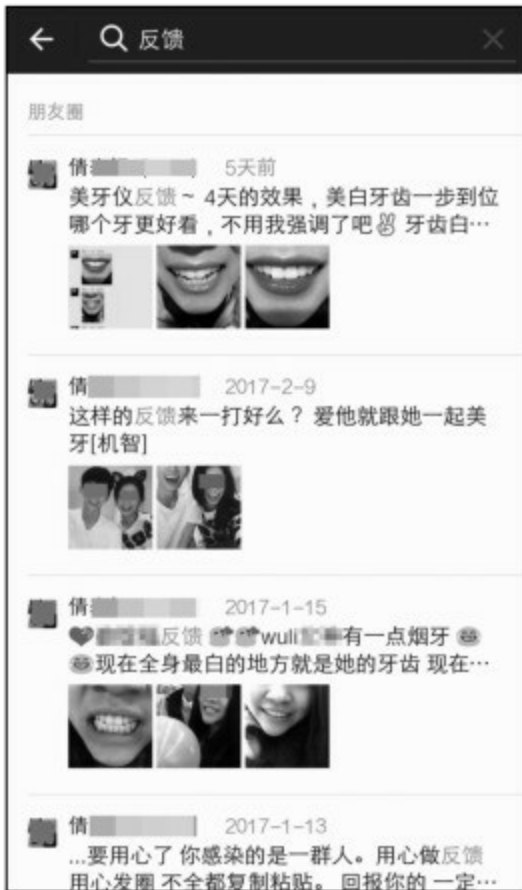 反馈
朋友圈
倩 5天前
美牙仪反馈~ 4天的效果，美白牙齿一步到位
哪个牙更好看，不用我强调了吧✌ 牙齿白…
倩 2017-2-9
这样的反馈来一打好么？ 爱他就跟她一起美
牙[机智]
倩 2017-1-15
反馈 wuli 有一点烟牙
现在全身最白的地方就是她的牙齿 现在…
倩 2017-1-13
...要用心了 你感染的是一群人。用心做反馈
用心发圈 不全都复制粘贴。 回报你的 一定…